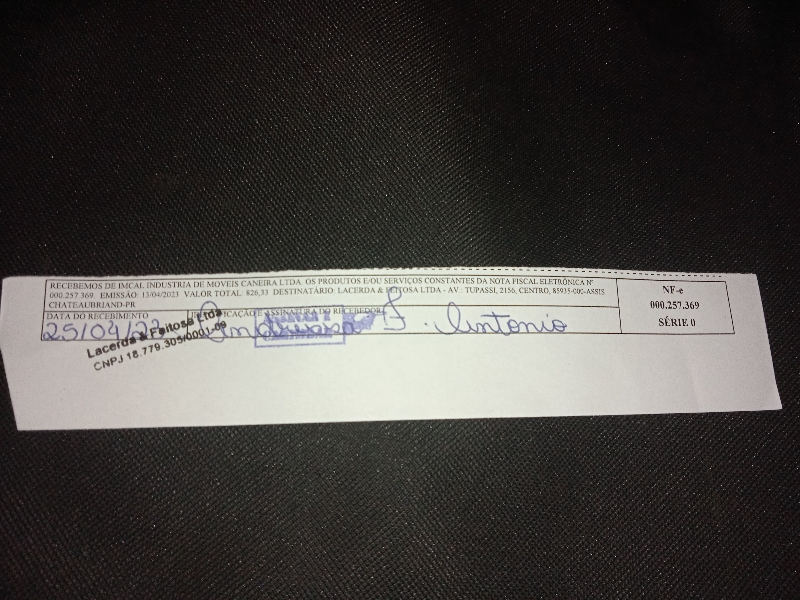 RECEBEMOS DE IMCAL INDUSTRIA DE MOVEIS CANEIRA LTDA. OS PRODUTOS E/OU SERVIÇOS CONSTANTES DA NOTA FISCAL ELETRÔNICA Nº
000.257.369 EMISSÃO: 13/04/2023 VALOR TOTAL: 826,33 DESTINATÁRIO: LACERDA & FEITOSA LTDA - AV : TUPASSI, 2156, CENTRO, 85935-000-ASSIS
CHATEAUBRIAND-PR
NF-e
000.257.369
SÉRIE 0
DATA DO RECEBIMENTO
IDENTIFICAÇÃO E ASSINATURA DO RECEBEDOR
25/04/23 Andressa F. Antonio
Lacerda & Feitosa Ltda
CNPJ 18.779.305/0001-09